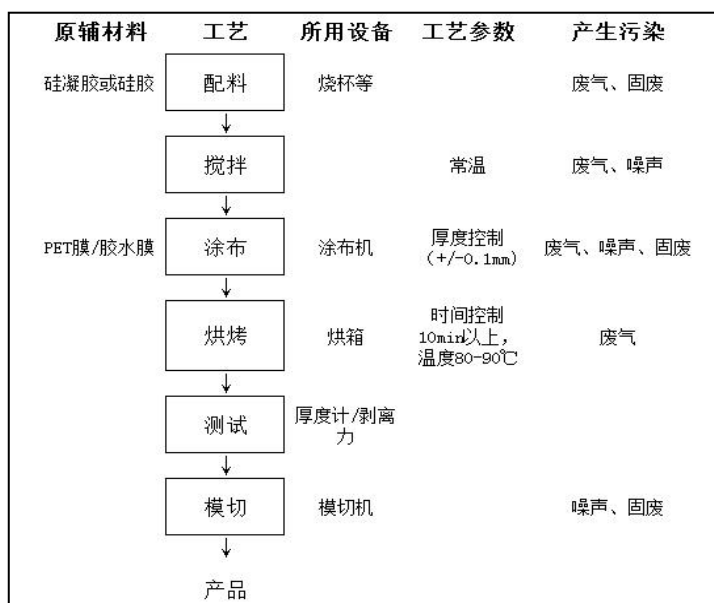 原辅材料 工艺 所用设备 工艺参数 产生污染
硅凝胶或硅胶 配料 烧杯等 废气、固废
搅拌 常温 废气、噪声
PET膜/胶水膜 涂布 涂布机 厚度控制
(+/-0.1mm) 废气、噪声、固废
烘烤 烘箱 时间控制
10min以上,
温度80-90℃ 废气
测试 厚度计/剥离
力
模切 模切机 噪声、固废
产品